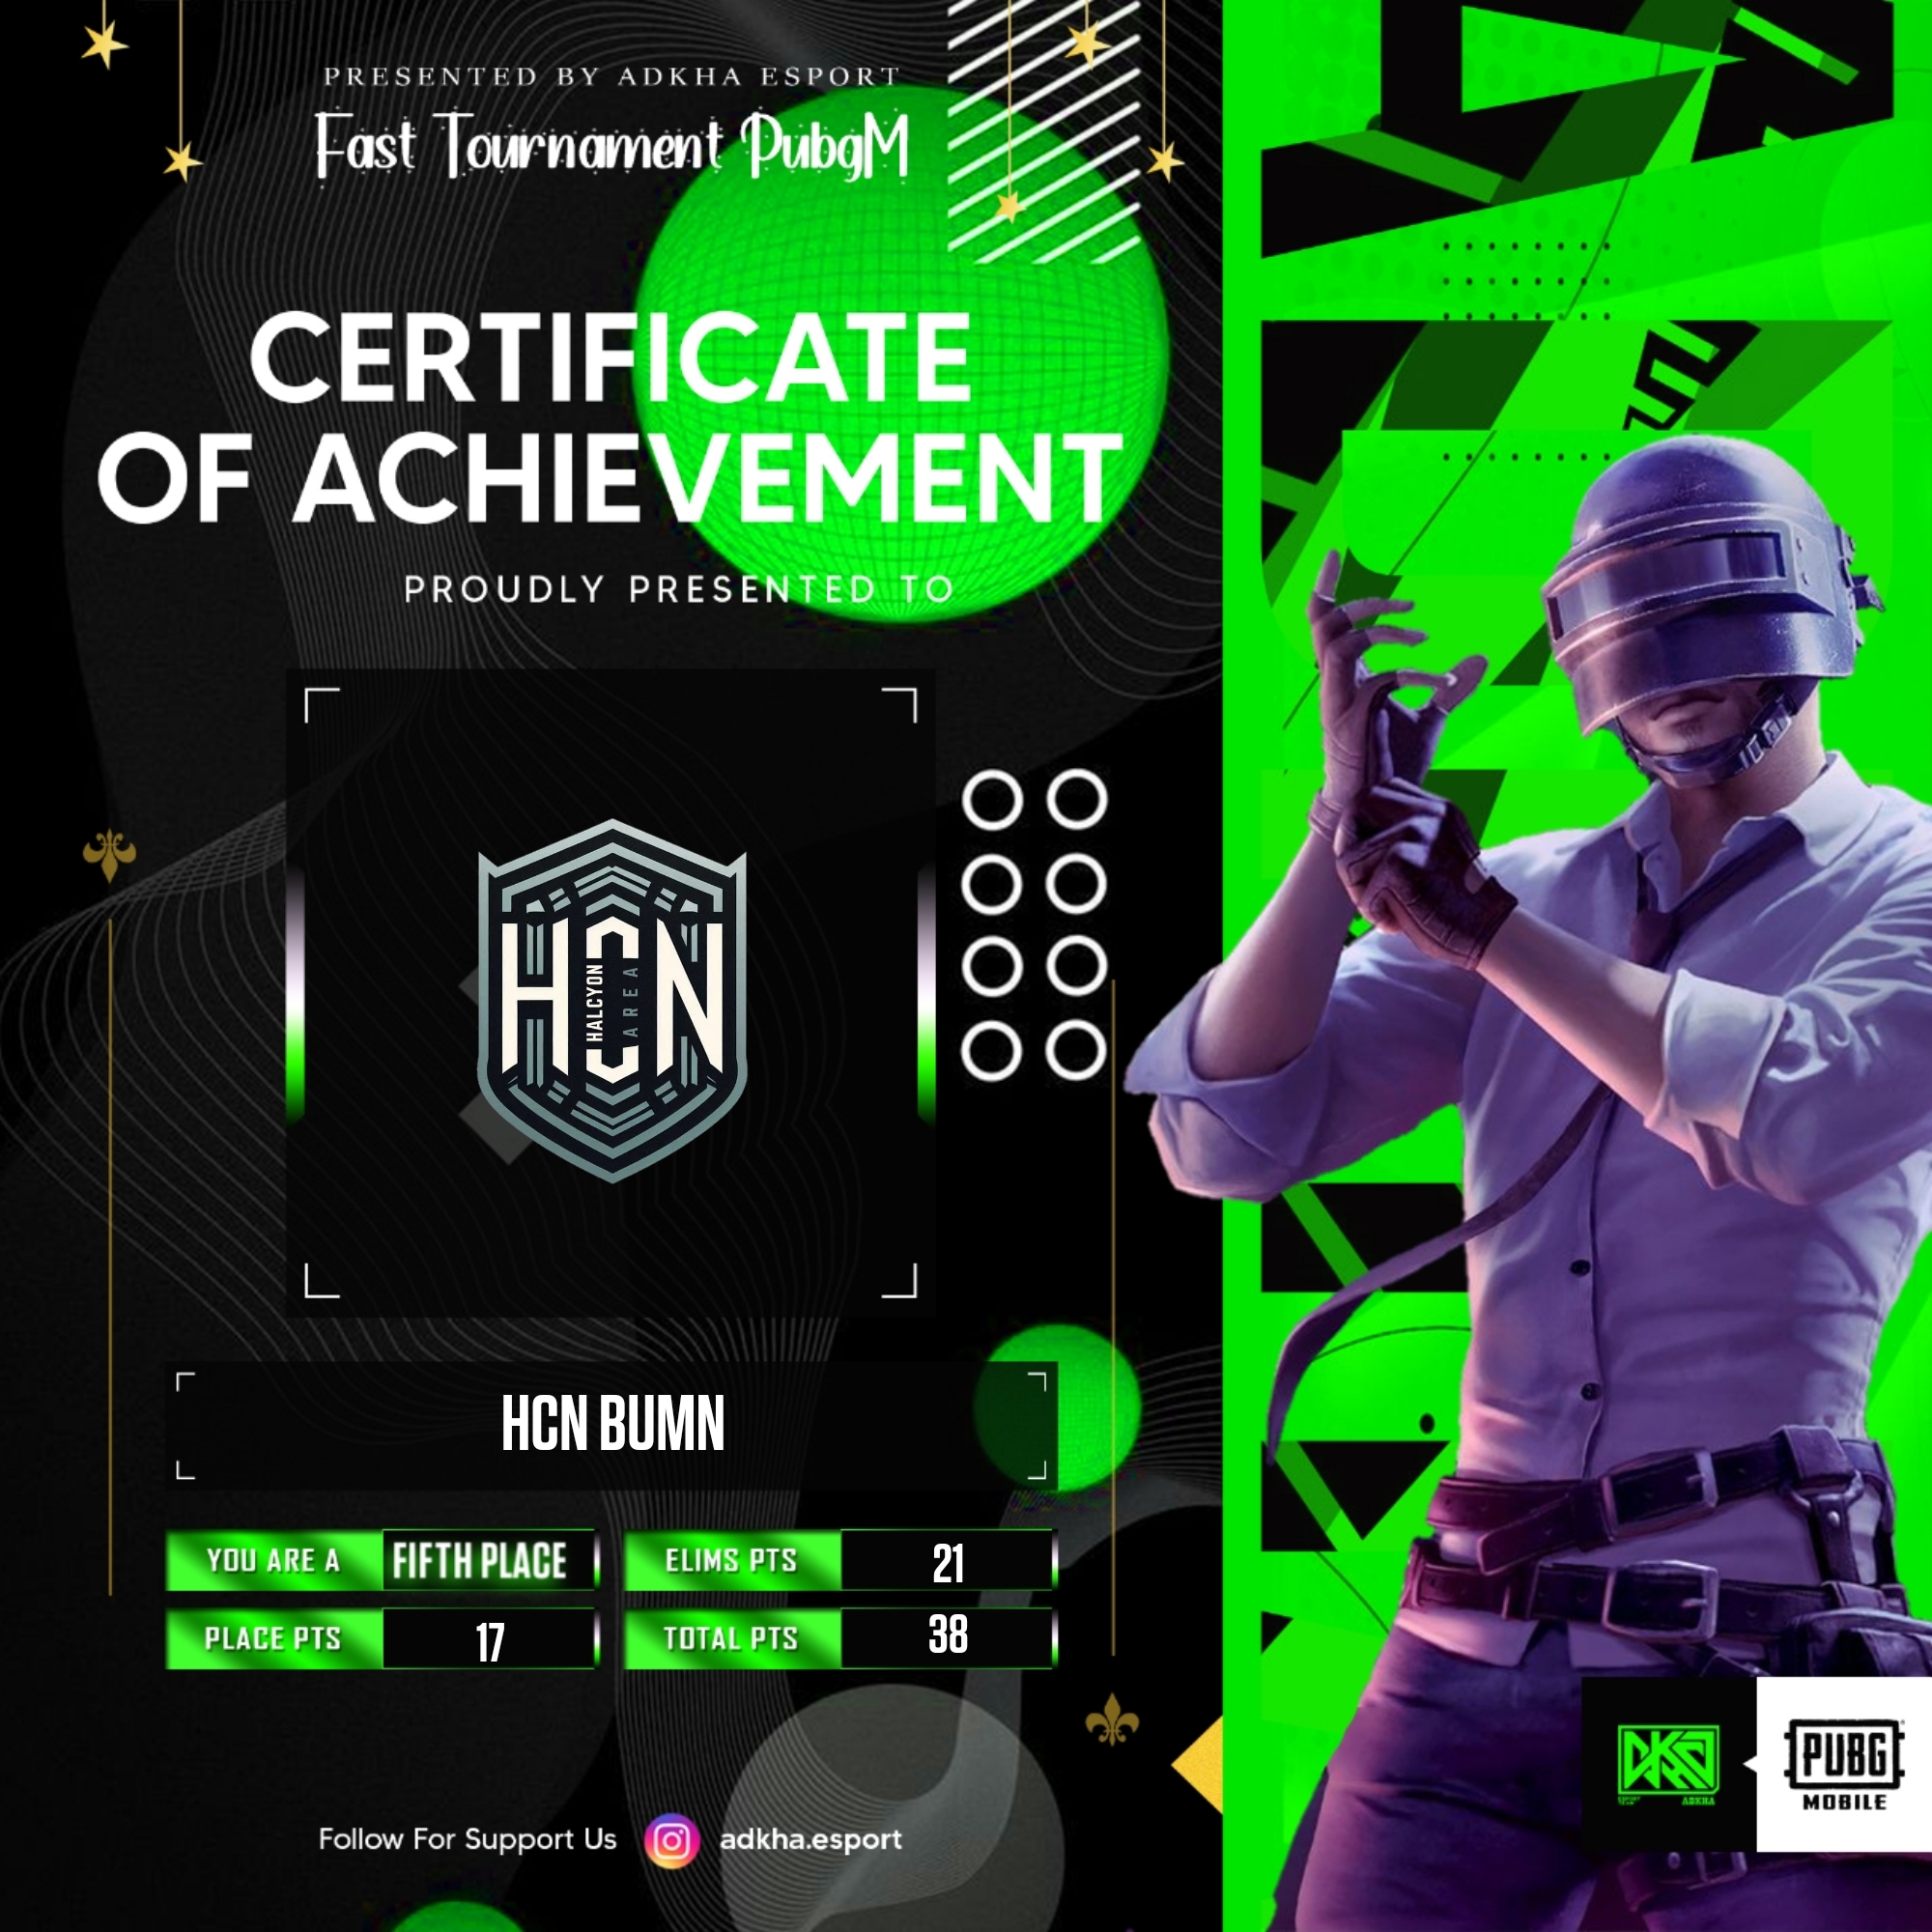 PRESENTED BY ADKHA ESPORT
Fast Tournament PubgM
CERTIFICATE
OF ACHIEVEMENT
PROUDLY PRESENTED TO
HCN
HALCYON
AREA
HCN BUMN
YOU ARE A FIFTH PLACE
ELIMS PTS 21
PLACE PTS 17
TOTAL PTS 38
Follow For Support Us adkha.esport
ADKHA
PUBG
MOBILE